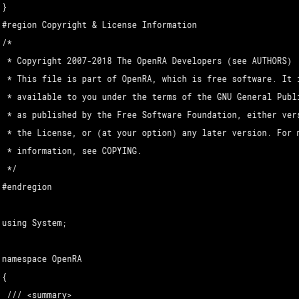 }
#region Copyright & License Information
/*
* Copyright 2007-2018 The OpenRA Developers (see AUTHORS)
* This file is part of OpenRA, which is free software. It
* available to you under the terms of the GNU General
* as published by the Free Software Foundation, either
* the License, or (at your option) any later version. For
* information, see COPYING.
*/
#endregion
using System;
namespace OpenRA
{
/// <summary>